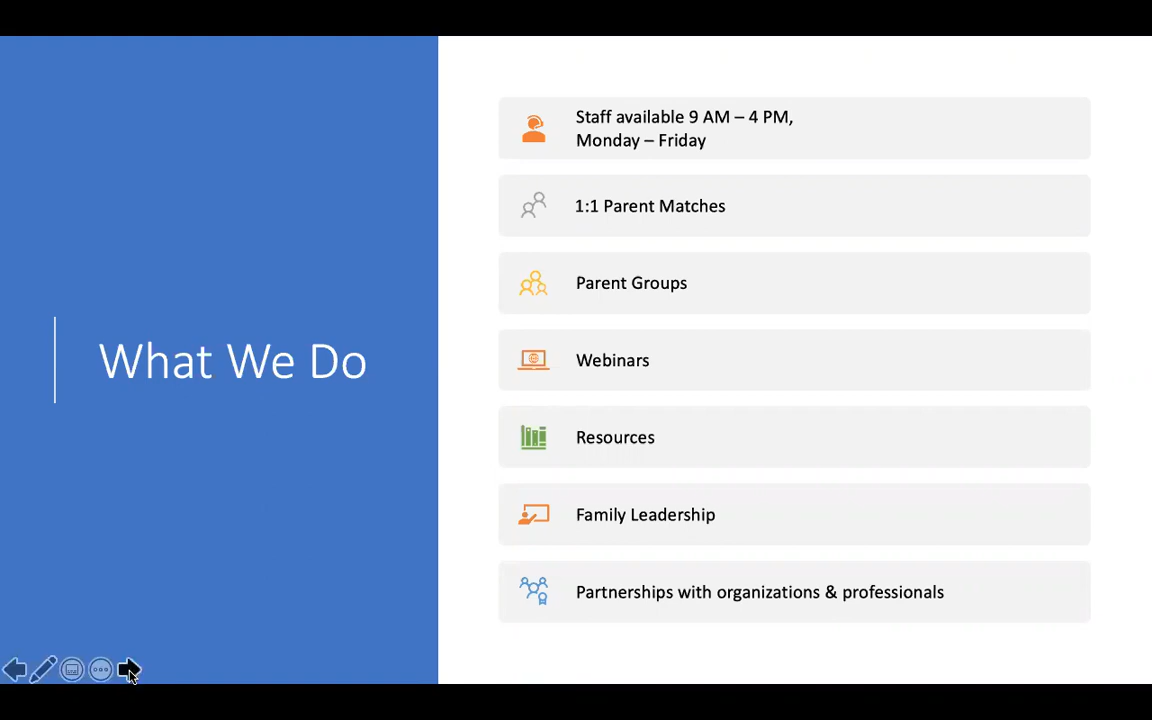 What We Do
Staff available 9 AM – 4 PM,
Monday – Friday
1:1 Parent Matches
Parent Groups
Webinars
Resources
Family Leadership
Partnerships with organizations & professionals